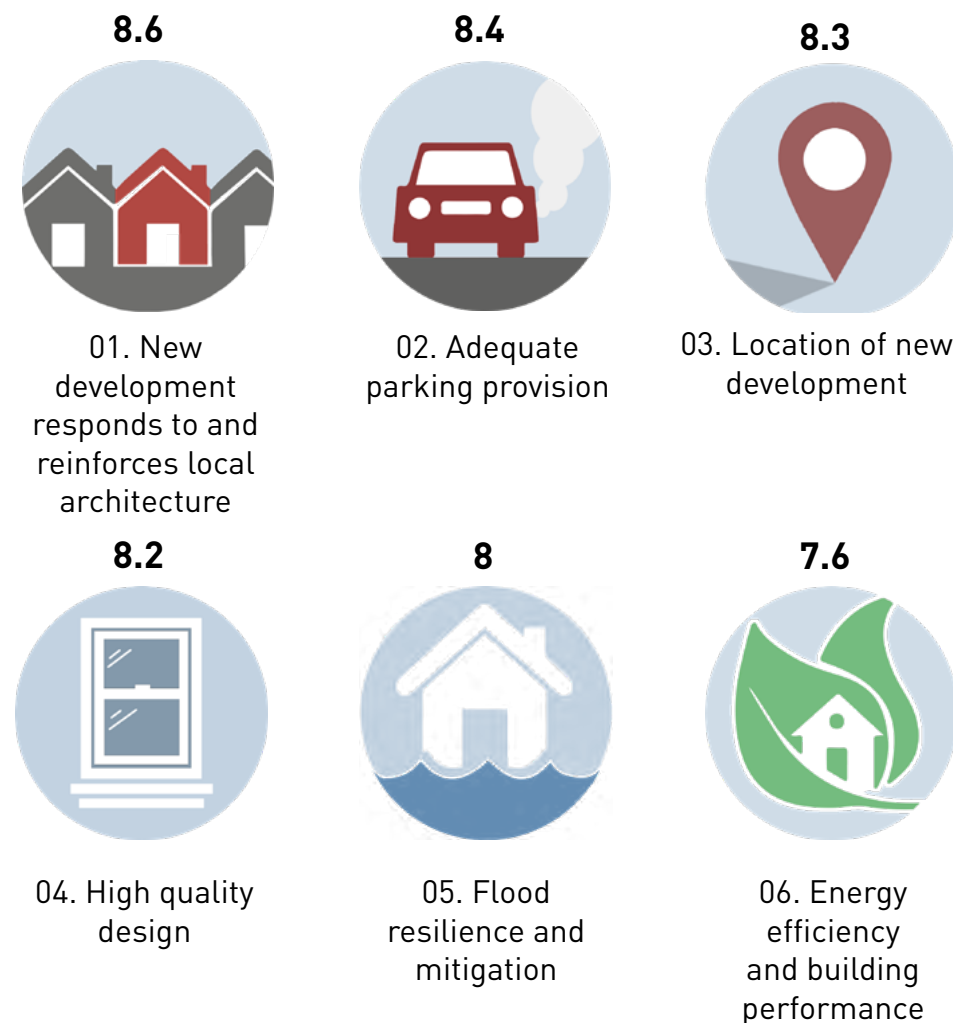 8.6
01. New
development
responds to and
reinforces local
architecture
8.4
02. Adequate
parking provision
8.3
03. Location of new
development
8.2
04. High quality
design
8
05. Flood
resilience and
mitigation
7.6
06. Energy
efficiency
and building
performance